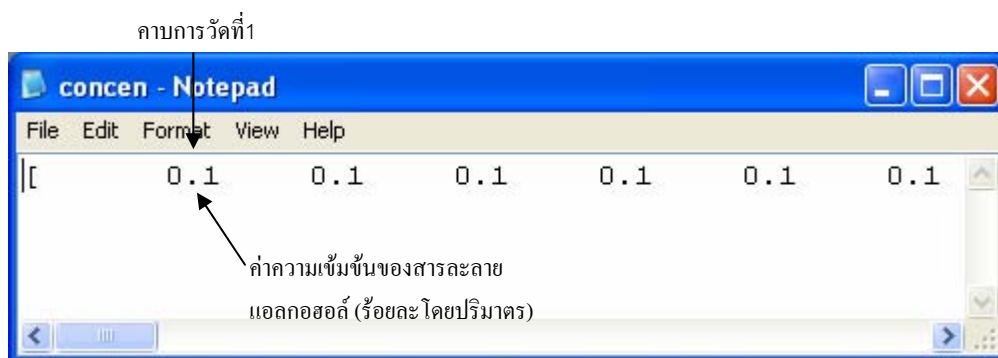 คาบการวัดที่1
concen - Notepad
File Edit Format View Help
[ 0.1 0.1 0.1 0.1 0.1 0.1
ค่าความเข้มข้นของสารละลาย
แอลกอฮอล์ (ร้อยละโดยปริมาตร)